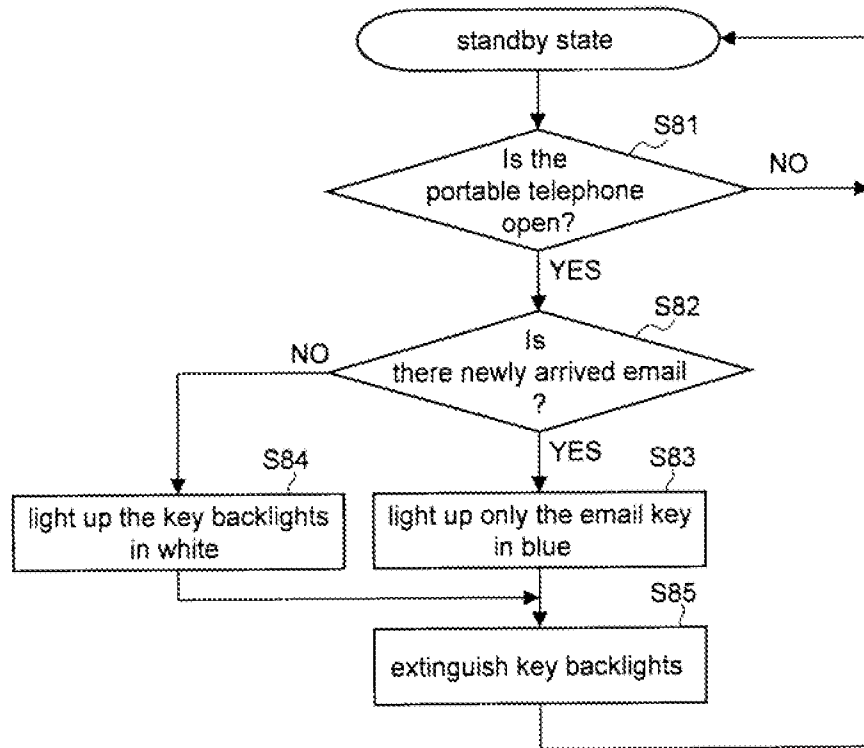 standby state
S81
Is the
portable telephone
open?
NO
YES
S82
Is
there newly arrived email
?
NO
YES
S84
light up the key backlights
in white
S83
light up only the email key
in blue
S85
extinguish key backlights